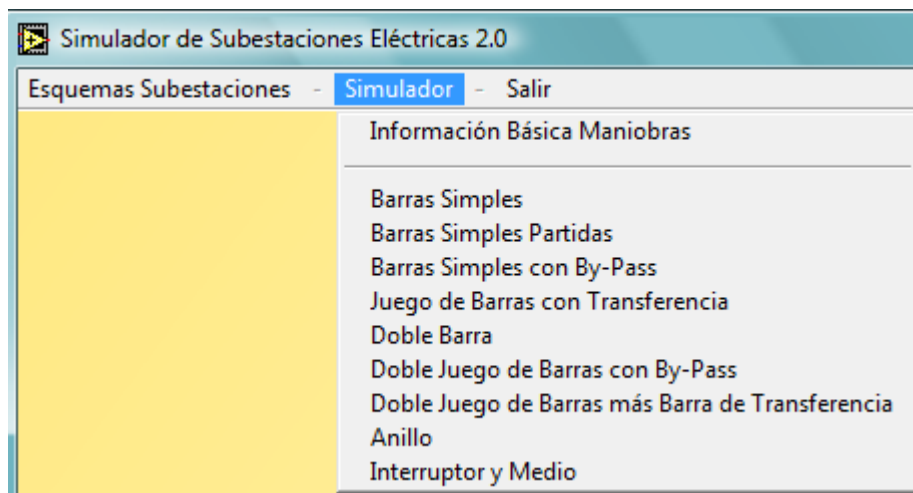 Simulador de Subestaciones Eléctricas 2.0
Esquemas Subestaciones - Simulador - Salir
Información Básica Maniobras
Barras Simples
Barras Simples Partidas
Barras Simples con By-Pass
Juego de Barras con Transferencia
Doble Barra
Doble Juego de Barras con By-Pass
Doble Juego de Barras más Barra de Transferencia
Anillo
Interruptor y Medio